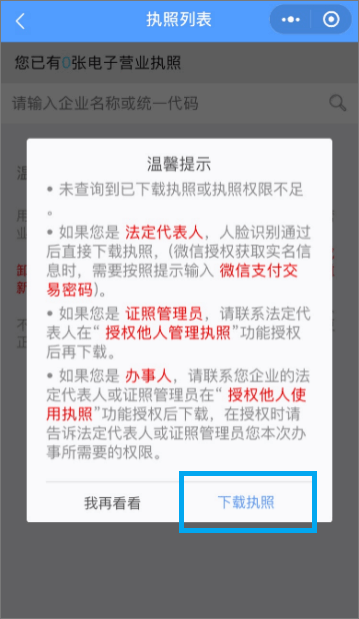 执照列表
您已有0张电子营业执照
请输入企业名称或统一代码
温馨提示
• 未查询到已下载执照或执照权限不足
。
• 如果您是 法定代表人，人脸识别通过
后直接下载执照，(微信授权获取实名信
息时，需要按照提示输入 微信支付交
易密码)。
• 如果您是 证照管理员，请联系法定代
表人在“ 授权他人管理执照”功能授权
后再下载。
• 如果您是 办事人，请联系您企业的法
定代表人或证照管理员在“ 授权他人使
用执照”功能授权后下载，在授权时请
告诉法定代表人或证照管理员您本次办
事所需要的权限。
我再看看
下载执照